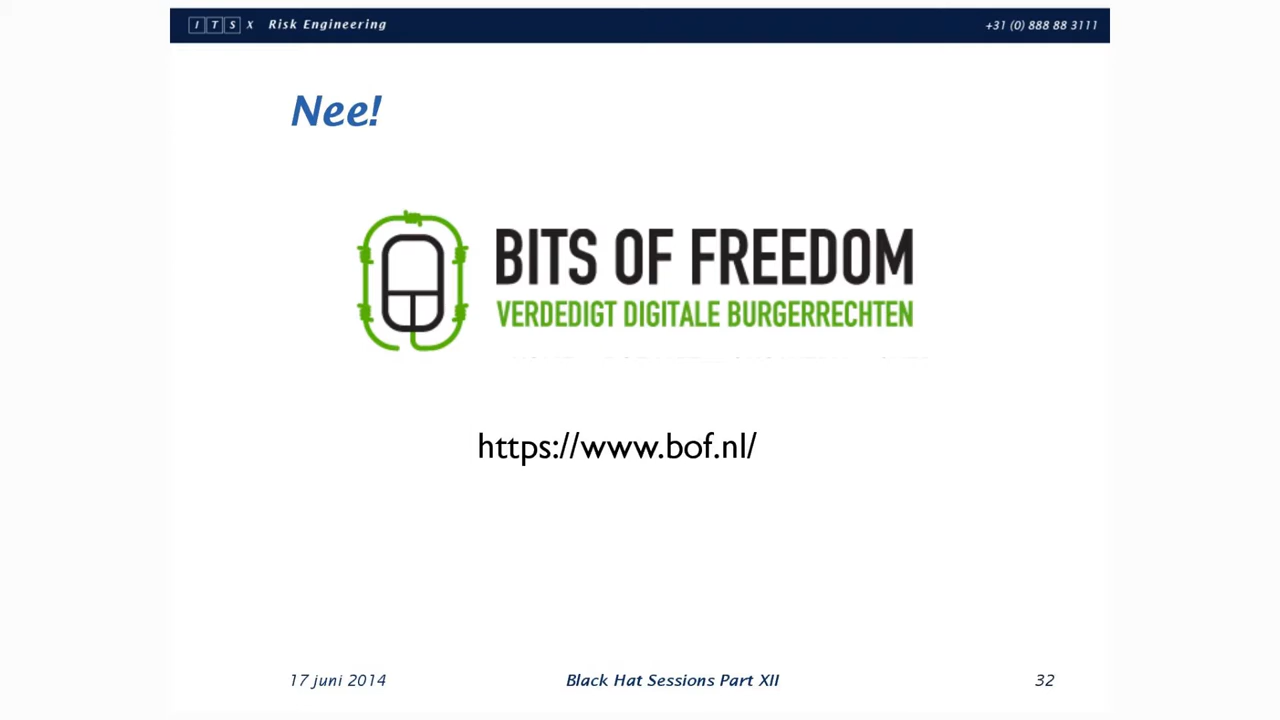 ITSX Risk Engineering +31 (0) 888 88 3111
Nee!
BITS OF FREEDOM
VERDEDIGT DIGITALE BURGERRECHTEN
https://www.bof.nl/
17 juni 2014 Black Hat Sessions Part XII 32